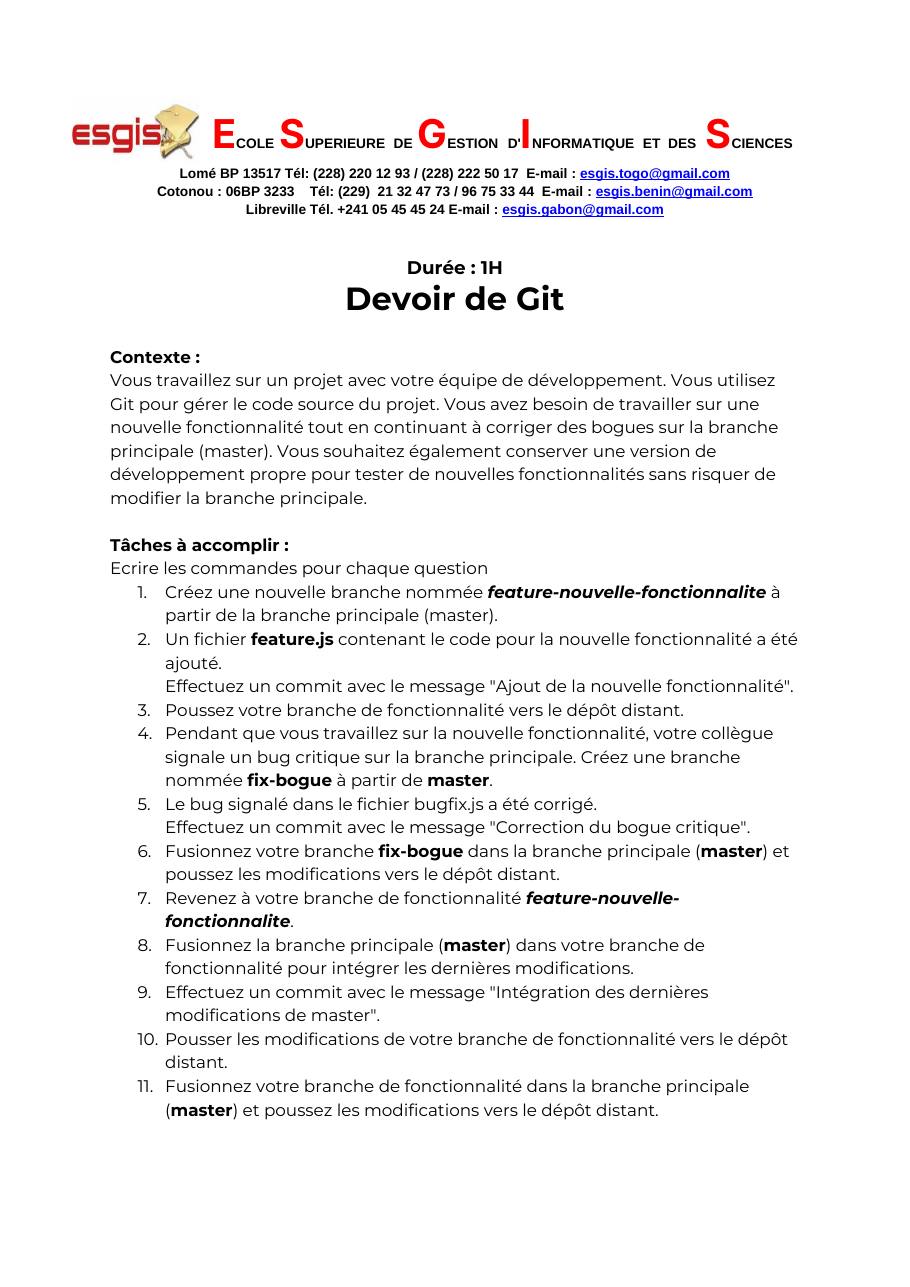 esgis
ECOLE SUPERIEURE DE GESTION D'INFORMATIQUE ET DES SCIENCES
Lomé BP 13517 Tél: (228) 220 12 93 / (228) 222 50 17 E-mail : esgis.togo@gmail.com
Cotonou : 06BP 3233 Tél: (229) 21 32 47 73 / 96 75 33 44 E-mail : esgis.benin@gmail.com
Libreville Tél. +241 05 45 45 24 E-mail : esgis.gabon@gmail.com
Durée : 1H
Devoir de Git
Contexte :
Vous travaillez sur un projet avec votre équipe de développement. Vous utilisez
Git pour gérer le code source du projet. Vous avez besoin de travailler sur une
nouvelle fonctionnalité tout en continuant à corriger des bogues sur la branche
principale (master). Vous souhaitez également conserver une version de
développement propre pour tester de nouvelles fonctionnalités sans risquer de
modifier la branche principale.
Tâches à accomplir :
Ecrire les commandes pour chaque question
1. Créez une nouvelle branche nommée feature-nouvelle-fonctionnalite à
partir de la branche principale (master).
2. Un fichier feature.js contenant le code pour la nouvelle fonctionnalité a été
ajouté.
Effectuez un commit avec le message "Ajout de la nouvelle fonctionnalité".
3. Poussez votre branche de fonctionnalité vers le dépôt distant.
4. Pendant que vous travaillez sur la nouvelle fonctionnalité, votre collègue
signale un bug critique sur la branche principale. Créez une branche
nommée fix-bogue à partir de master.
5. Le bug signalé dans le fichier bugfix.js a été corrigé.
Effectuez un commit avec le message "Correction du bogue critique".
6. Fusionnez votre branche fix-bogue dans la branche principale (master) et
poussez les modifications vers le dépôt distant.
7. Revenez à votre branche de fonctionnalité feature-nouvelle-
fonctionnalite.
8. Fusionnez la branche principale (master) dans votre branche de
fonctionnalité pour intégrer les dernières modifications.
9. Effectuez un commit avec le message "Intégration des dernières
modifications de master".
10. Pousser les modifications de votre branche de fonctionnalité vers le dépôt
distant.
11. Fusionnez votre branche de fonctionnalité dans la branche principale
(master) et poussez les modifications vers le dépôt distant.